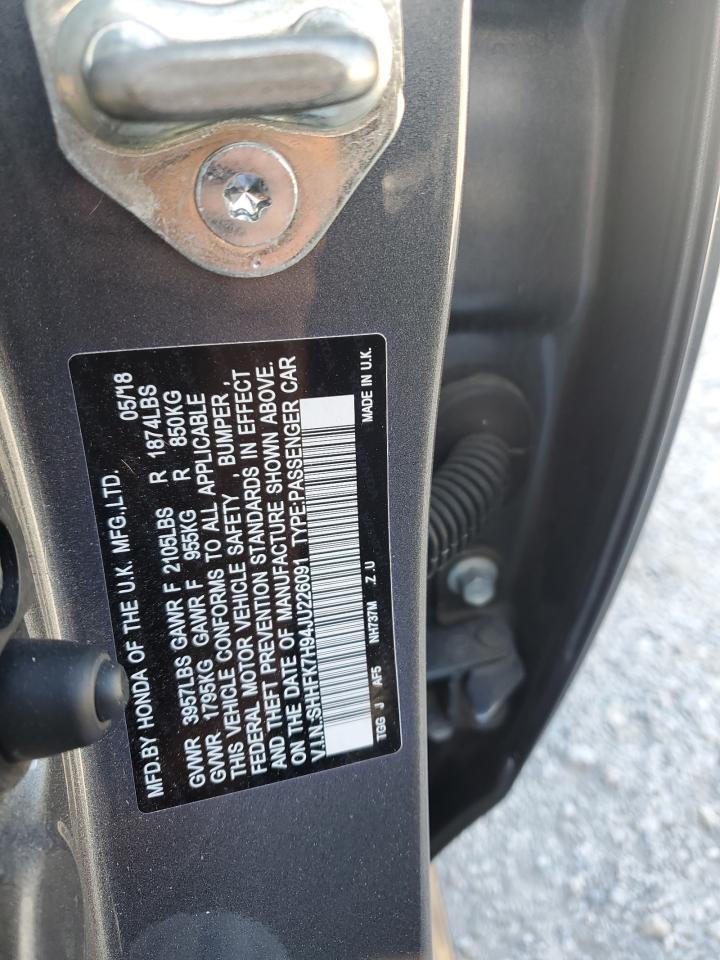 MFD.BY HONDA OF THE U.K. MFG.,LTD. 05/18
GVWR 3957LBS GAWR F 2105LBS R 1874LBS
GVWR 1795KG GAWR F 955KG R 850KG
THIS VEHICLE CONFORMS TO ALL APPLICABLE
FEDERAL MOTOR VEHICLE SAFETY , BUMPER ,
AND THEFT PREVENTION STANDARDS IN EFFECT
ON THE DATE OF MANUFACTURE SHOWN ABOVE.
V.I.N.:SHHFK7H94JU226091 TYPE:PASSENGER CAR
TGG J AF5 NH737M .Z.U MADE IN U.K.